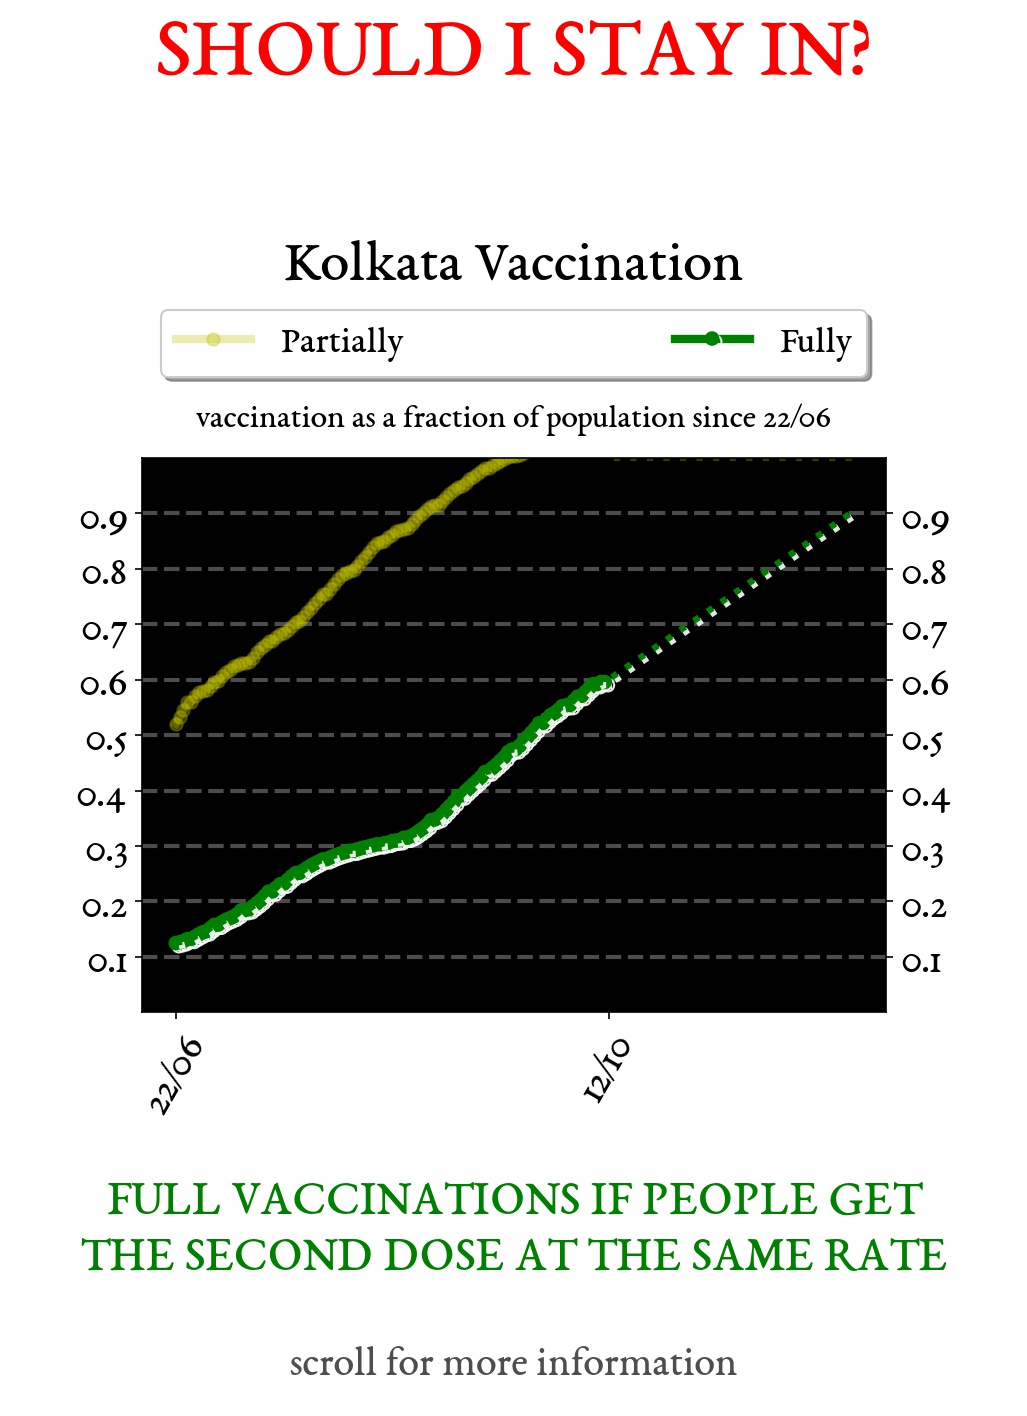 SHOULD I STAY IN?
Kolkata Vaccination
Partially Fully
vaccination as a fraction of population since 22/06
0.9 0.9
0.8 0.8
0.7 0.7
0.6 0.6
0.5 0.5
0.4 0.4
0.3 0.3
0.2 0.2
0.1 0.1
22/06 12/10
FULL VACCINATIONS IF PEOPLE GET
THE SECOND DOSE AT THE SAME RATE
scroll for more information